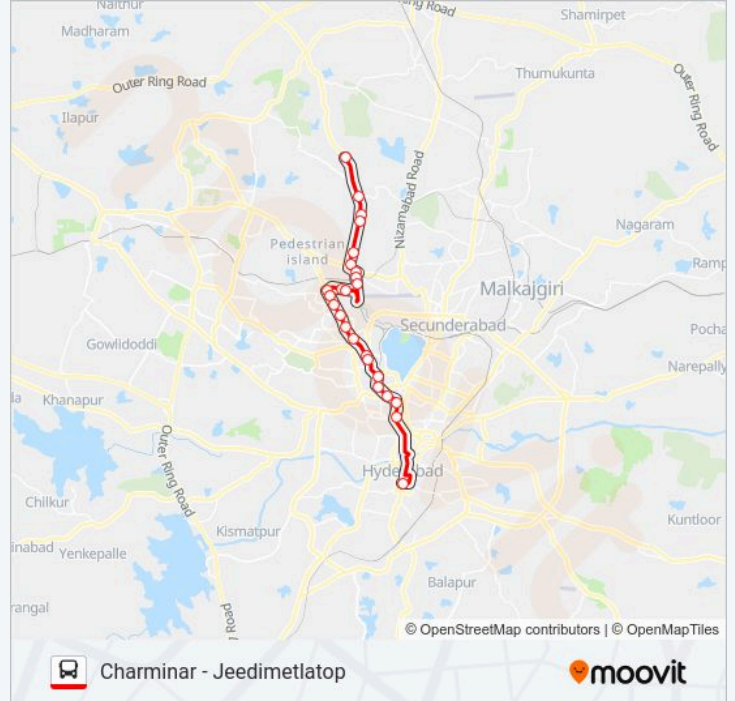 Naithur
ng Road
Shamirpet
Madharam
Thumukunta
Outer Ring Road
Outer Ring Road
Ilapur
Nizamabad Road
Nagaram
Pedestrian
island
Ramp
Malkajgiri
Secunderabad
Pocha
Gowlidoddi
Narepally
la
Khanapur
Outer Ring Road
Hyderabad
Chilkur
Kismatpur
Kuntloor
inabad
Yenkepalle
Balapur
rangal
Road
© OpenStreetMap contributors | © OpenMapTiles
Charminar - Jeedimetlatop
moovit